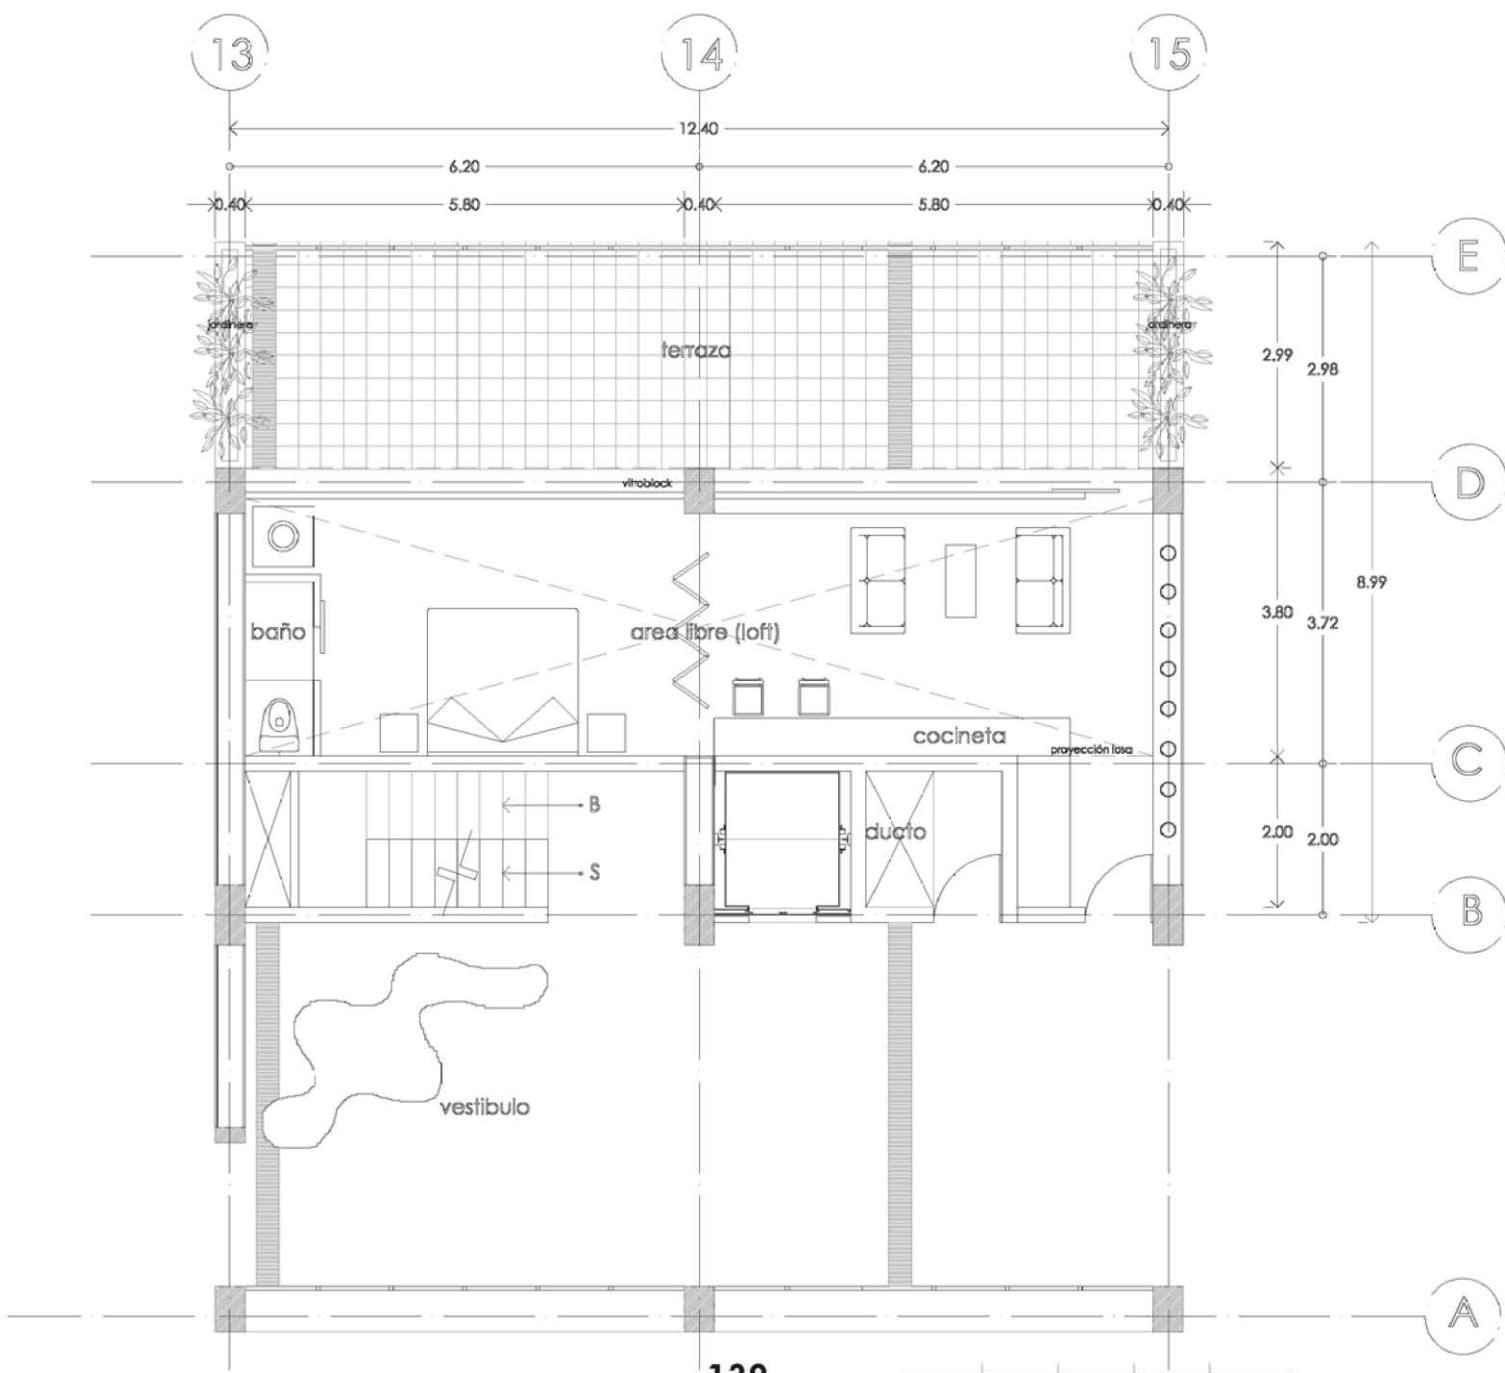 13 14 15
12.40
6.20 6.20
0.40 5.80 0.40 5.80 0.40
E
jardinera jardinera
terraza
2.99
2.98
vitroblock
D
8.99
baño
area libre (loft)
3.80
3.72
cocineta
proyección losa
C
B
ducto
2.00
2.00
S
B
vestibulo
A